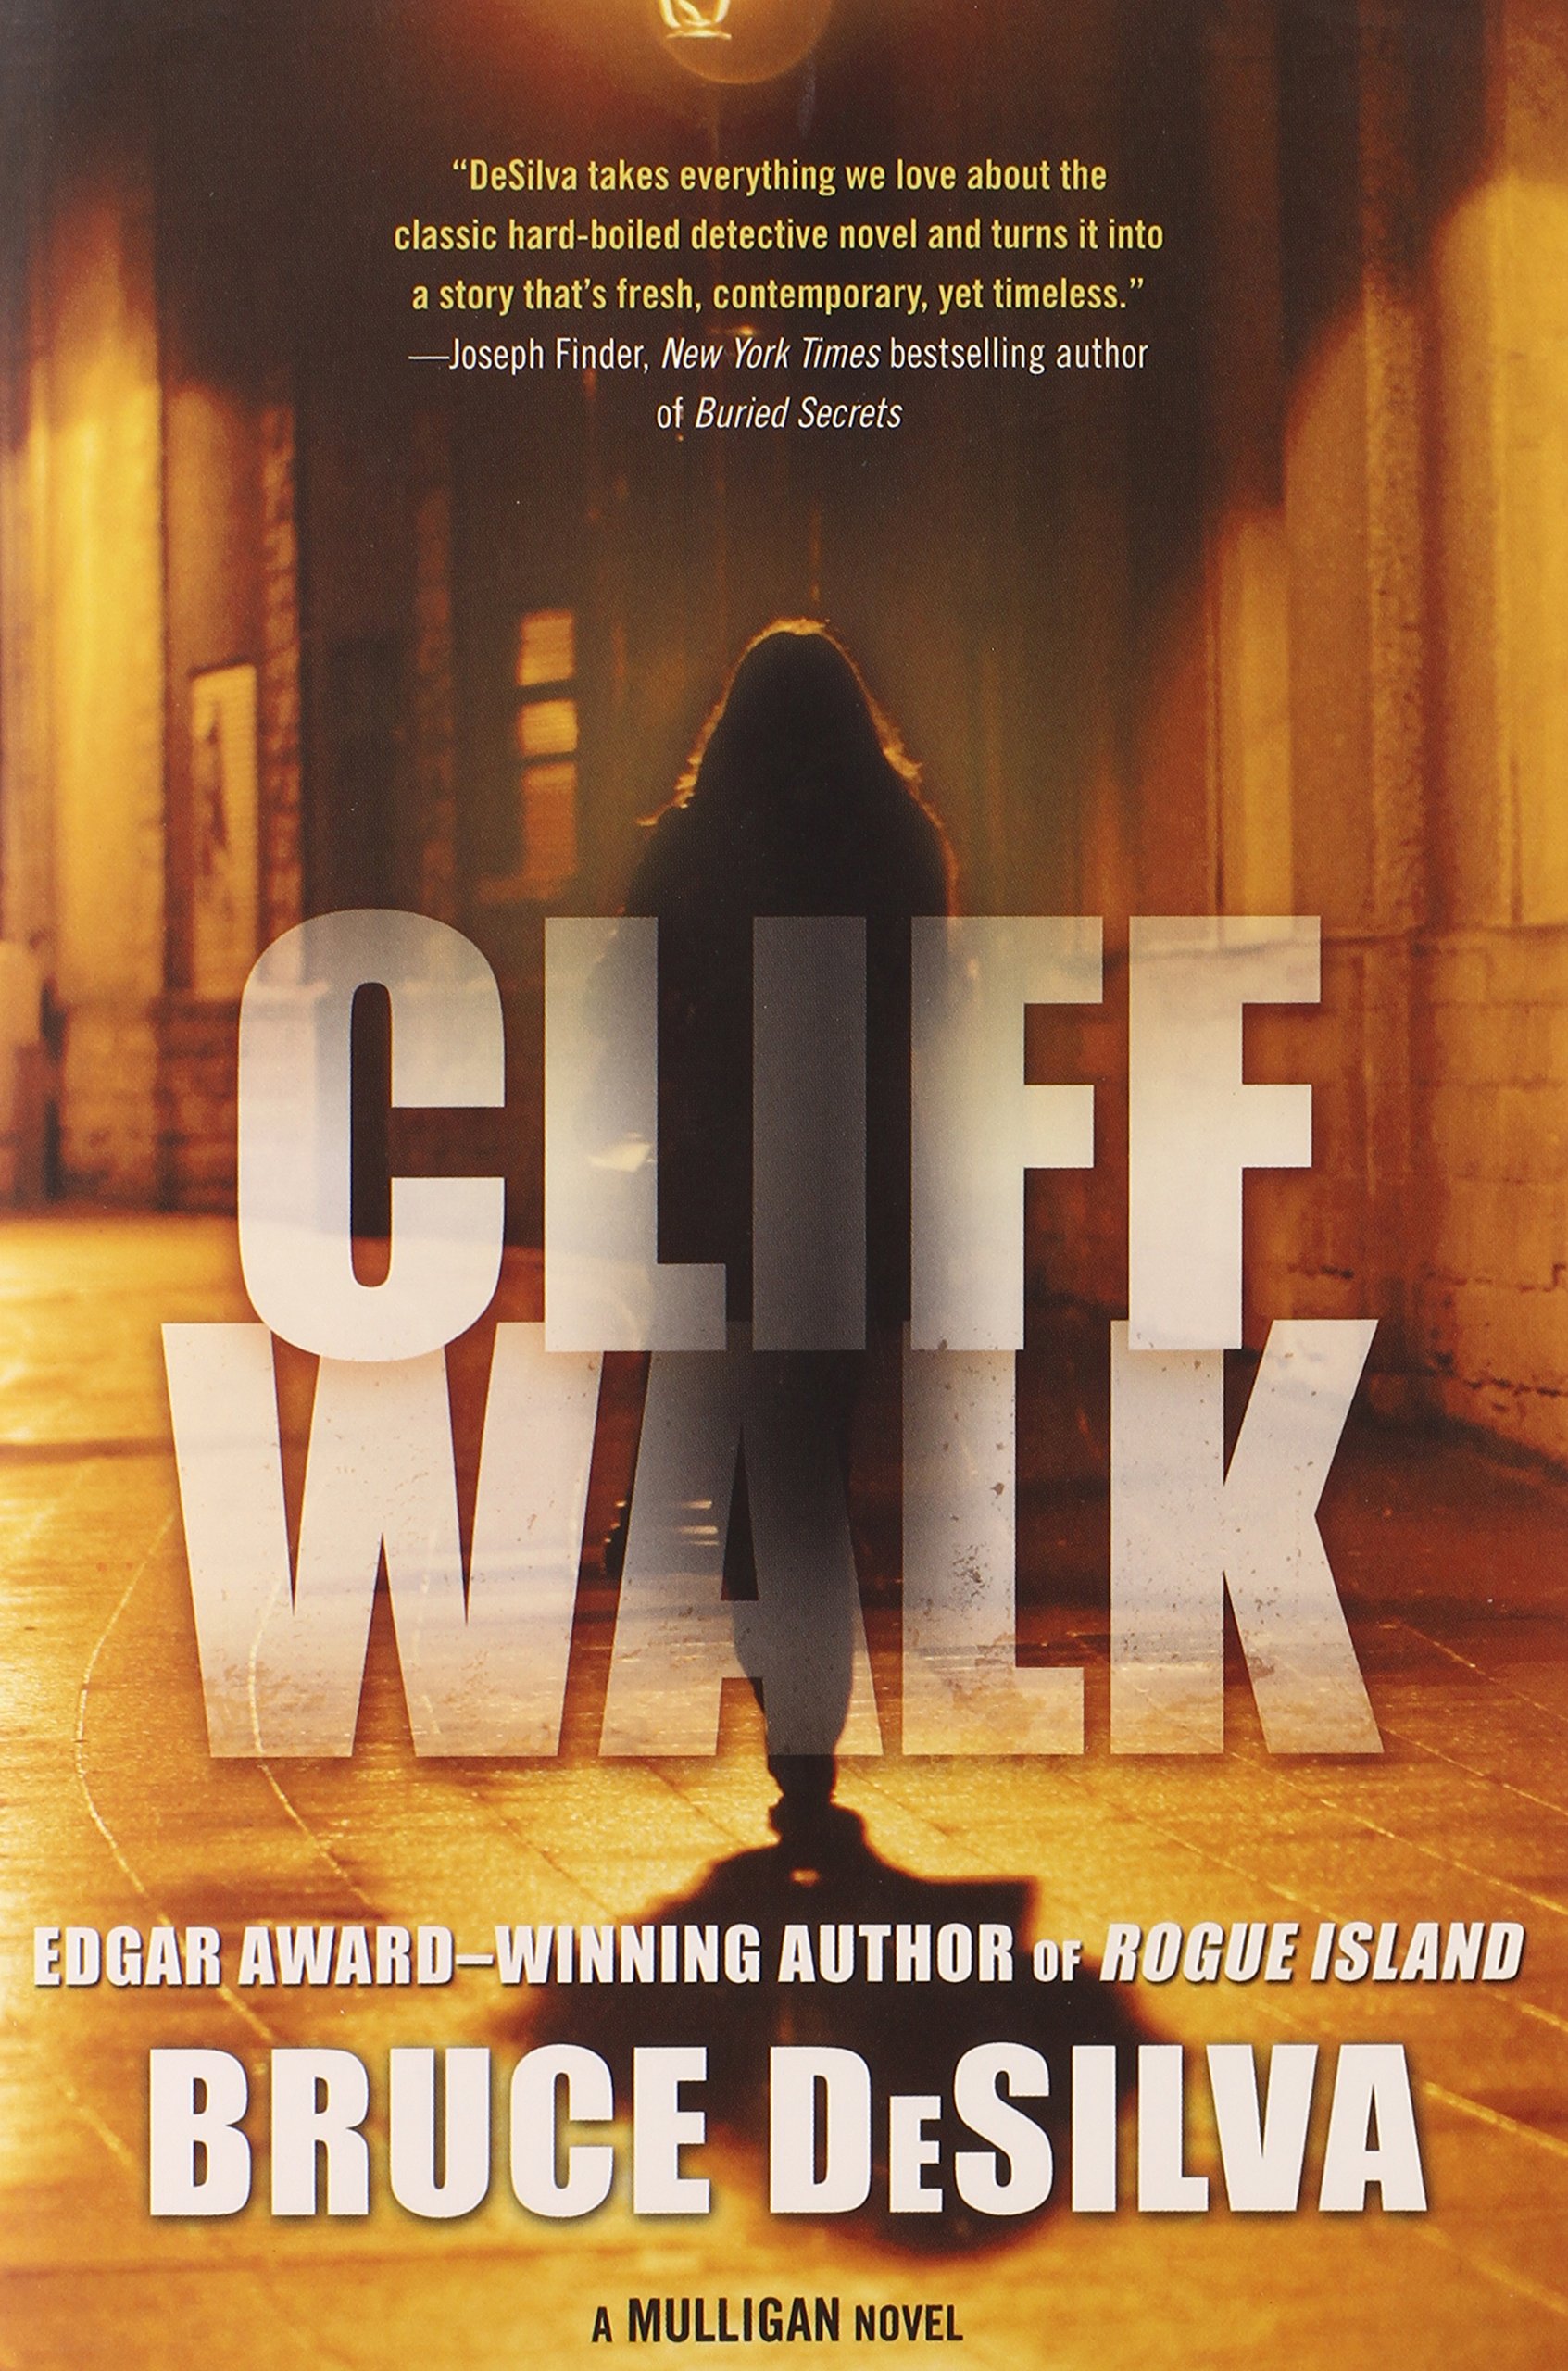 “DeSilva takes everything we love about the
classic hard-boiled detective novel and turns it into
a story that’s fresh, contemporary, yet timeless.”
—Joseph Finder, New York Times bestselling author
of Buried Secrets
CLIFF
WALK
EDGAR AWARD–WINNING AUTHOR OF ROGUE ISLAND
BRUCE DeSILVA
A MULLIGAN NOVEL